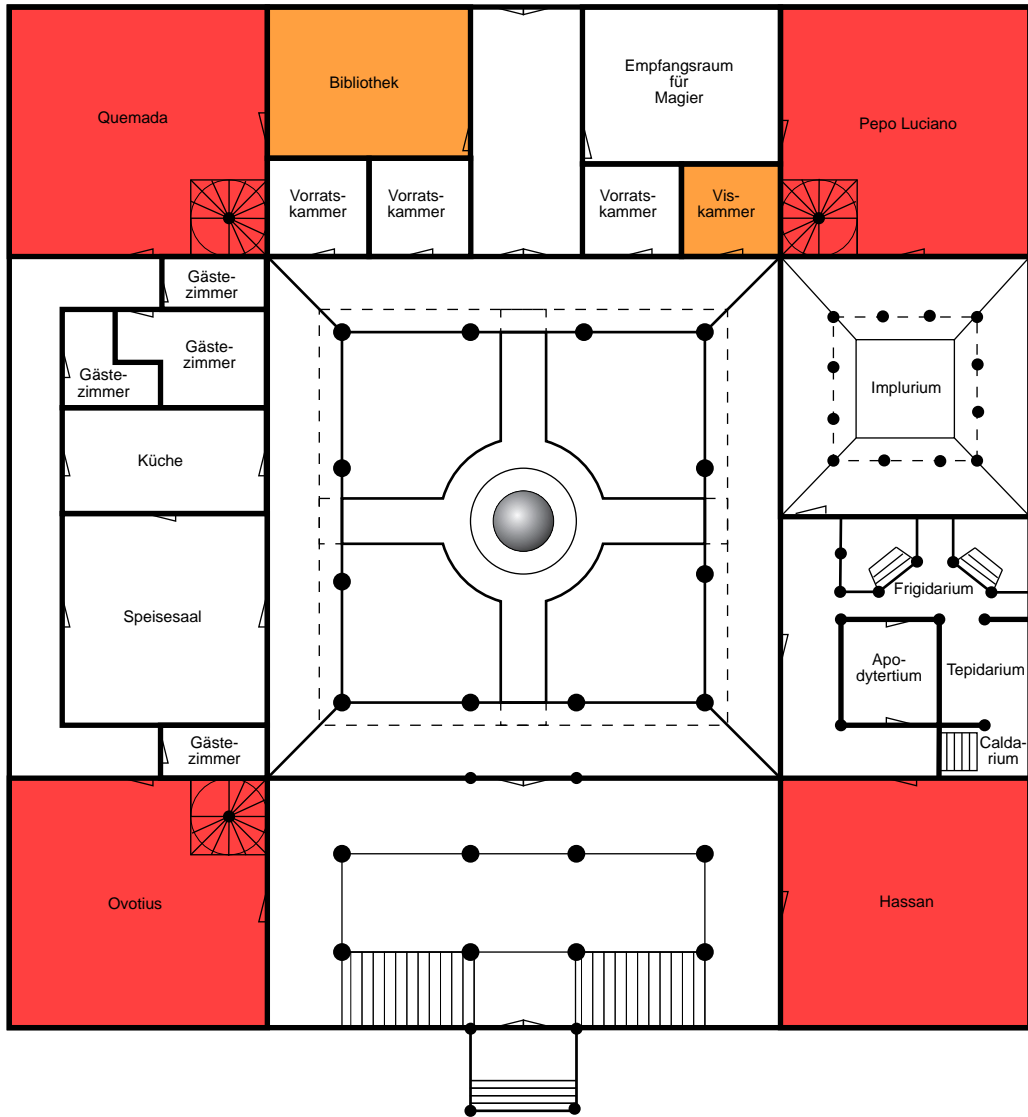 Quemada
Bibliothek
Empfangsraum
für
Magier
Pepo Luciano
Vorrats-
kammer
Vorrats-
kammer
Vorrats-
kammer
Vis-
kammer
Gäste-
zimmer
Gäste-
zimmer
Gäste-
zimmer
Implurium
Küche
Speisesaal
Frigidarium
Apo-
dytertium
Tepidarium
Gäste-
zimmer
Calda-
rium
Ovotius
Hassan